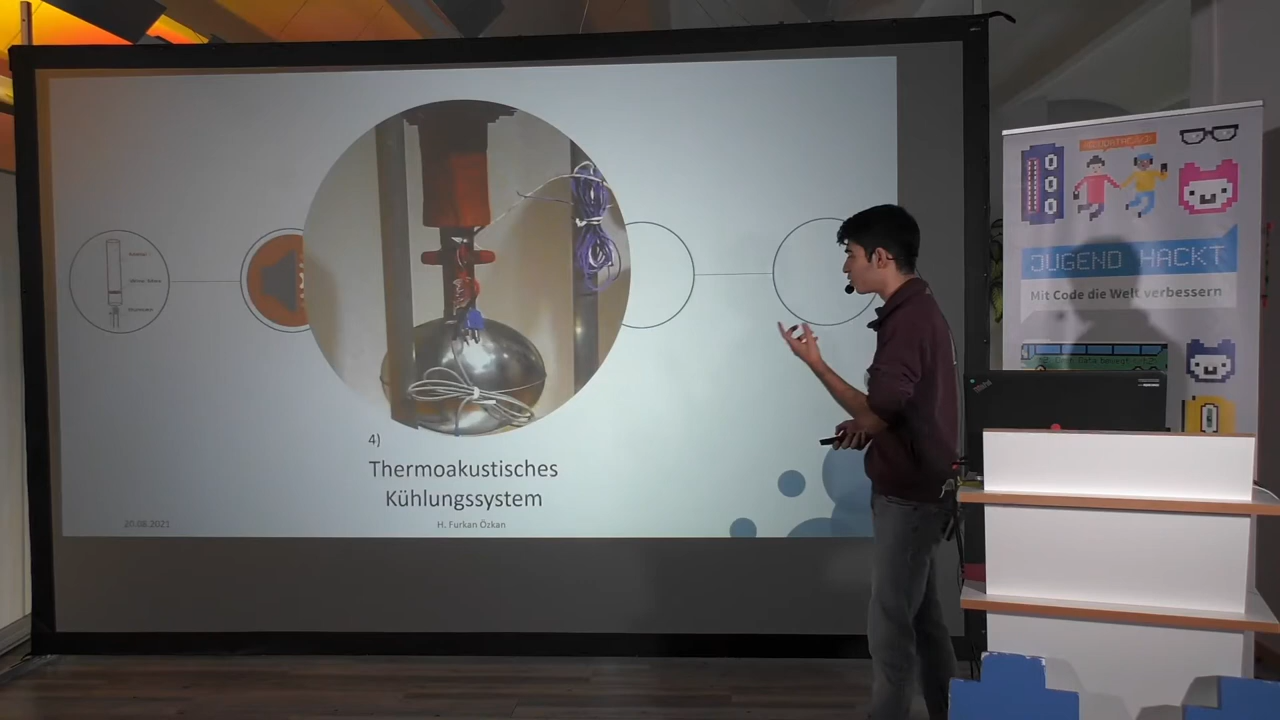 4)
Thermoakustisches
Kühlungssystem
20.08.2021
H. Furkan Özkan
JUGEND HACKT
Mit Code die Welt verbessern